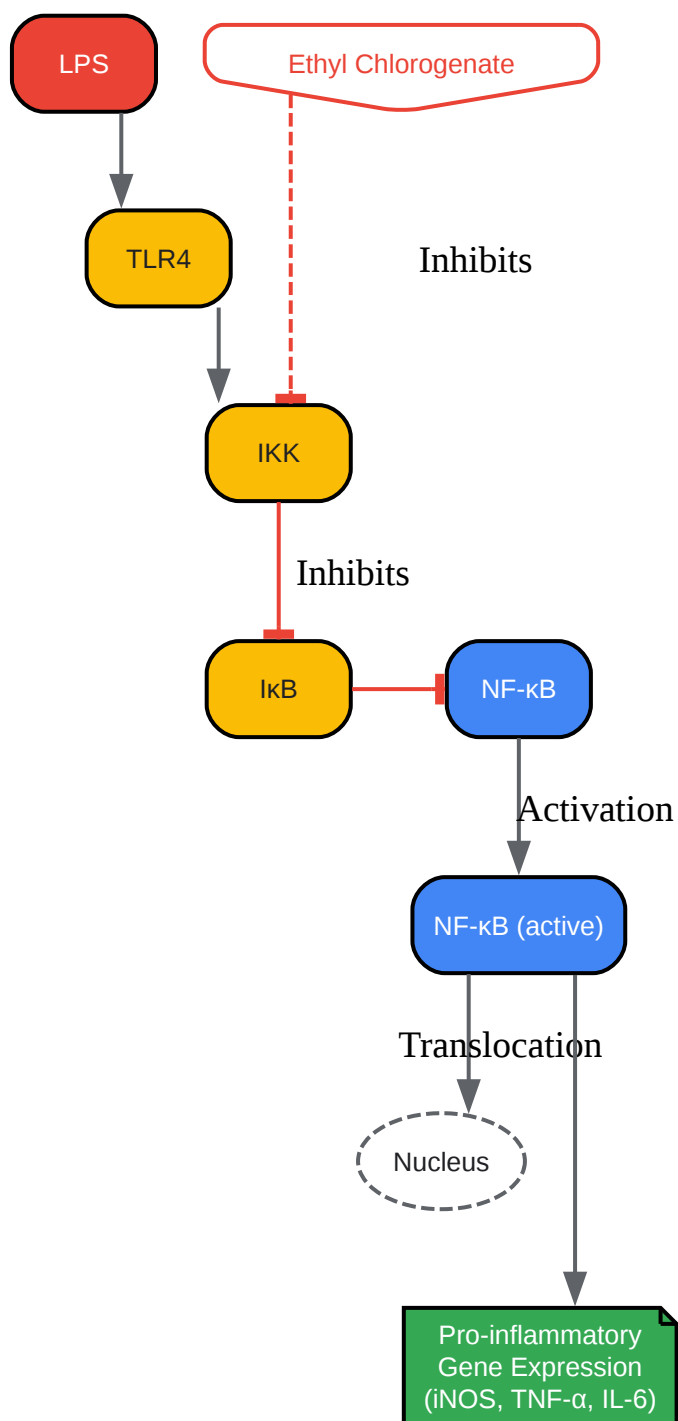 LPS
Ethyl Chlorogenate
TLR4
Inhibits
IKK
Inhibits
IκB
NF-κB
Activation
NF-κB (active)
Translocation
Nucleus
Pro-inflammatory
Gene Expression
(iNOS, TNF-α, IL-6)